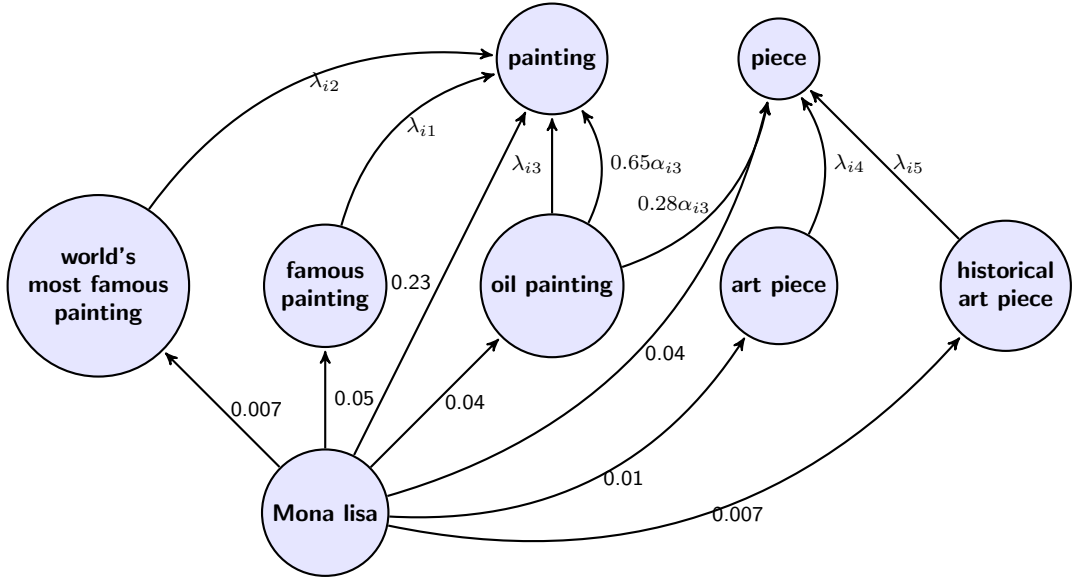 painting
piece
λi2
λi1
λi3
0.65αi3
0.28αi3
λi4
λi5
world's
most famous
painting
famous
painting
0.23
oil painting
art piece
historical
art piece
0.007
0.05
0.04
0.04
0.01
0.007
Mona lisa